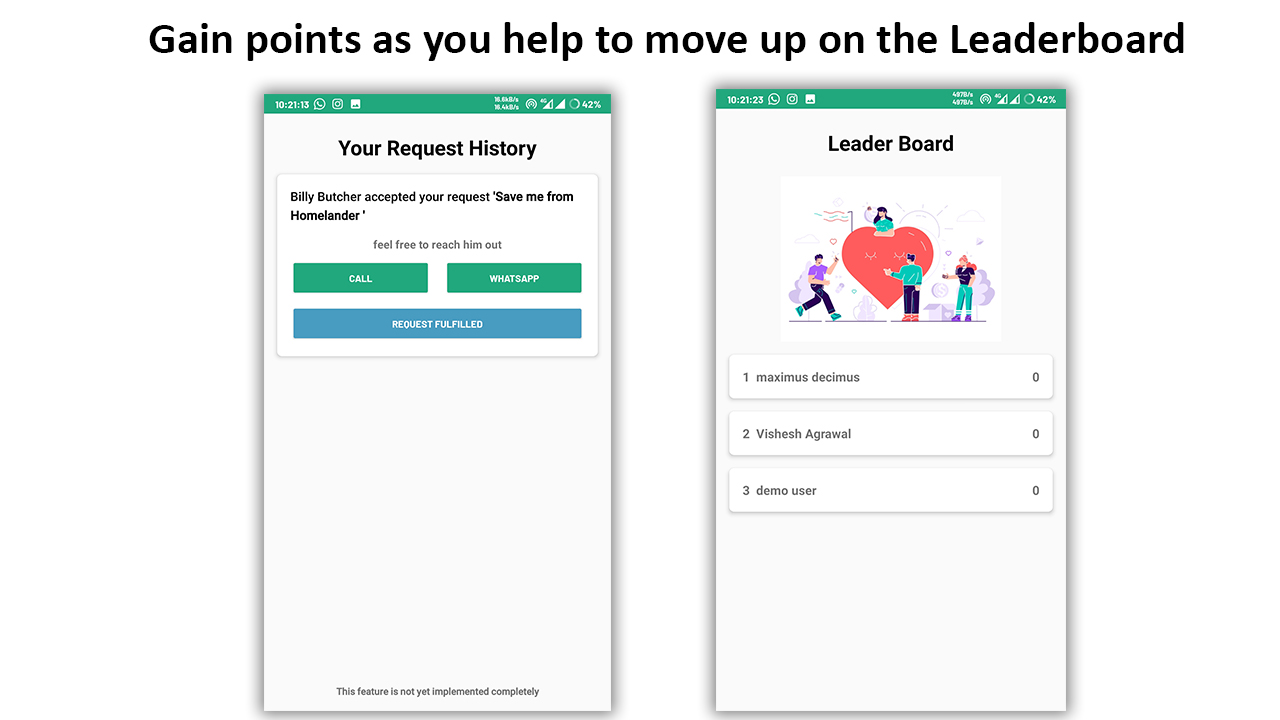 Gain points as you help to move up on the Leaderboard
10:21:13
16.6kB/s
16.4kB/s
4G
42%
Your Request History
Billy Butcher accepted your request 'Save me from
Homelander '
feel free to reach him out
CALL
WHATSAPP
REQUEST FULFILLED
This feature is not yet implemented completely
10:21:23
497B/s
497B/s
4G
42%
Leader Board
1 maximus decimus 0
2 Vishesh Agrawal 0
3 demo user 0